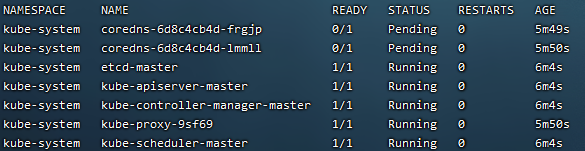 NAMESPACE NAME READY STATUS RESTARTS AGE
kube-system coredns-6d8c4cb4d-frgjp 0/1 Pending 0 5m49s
kube-system coredns-6d8c4cb4d-lmmll 0/1 Pending 0 5m50s
kube-system etcd-master 1/1 Running 0 6m4s
kube-system kube-apiserver-master 1/1 Running 0 6m4s
kube-system kube-controller-manager-master 1/1 Running 0 6m4s
kube-system kube-proxy-9sf69 1/1 Running 0 5m50s
kube-system kube-scheduler-master 1/1 Running 0 6m4s